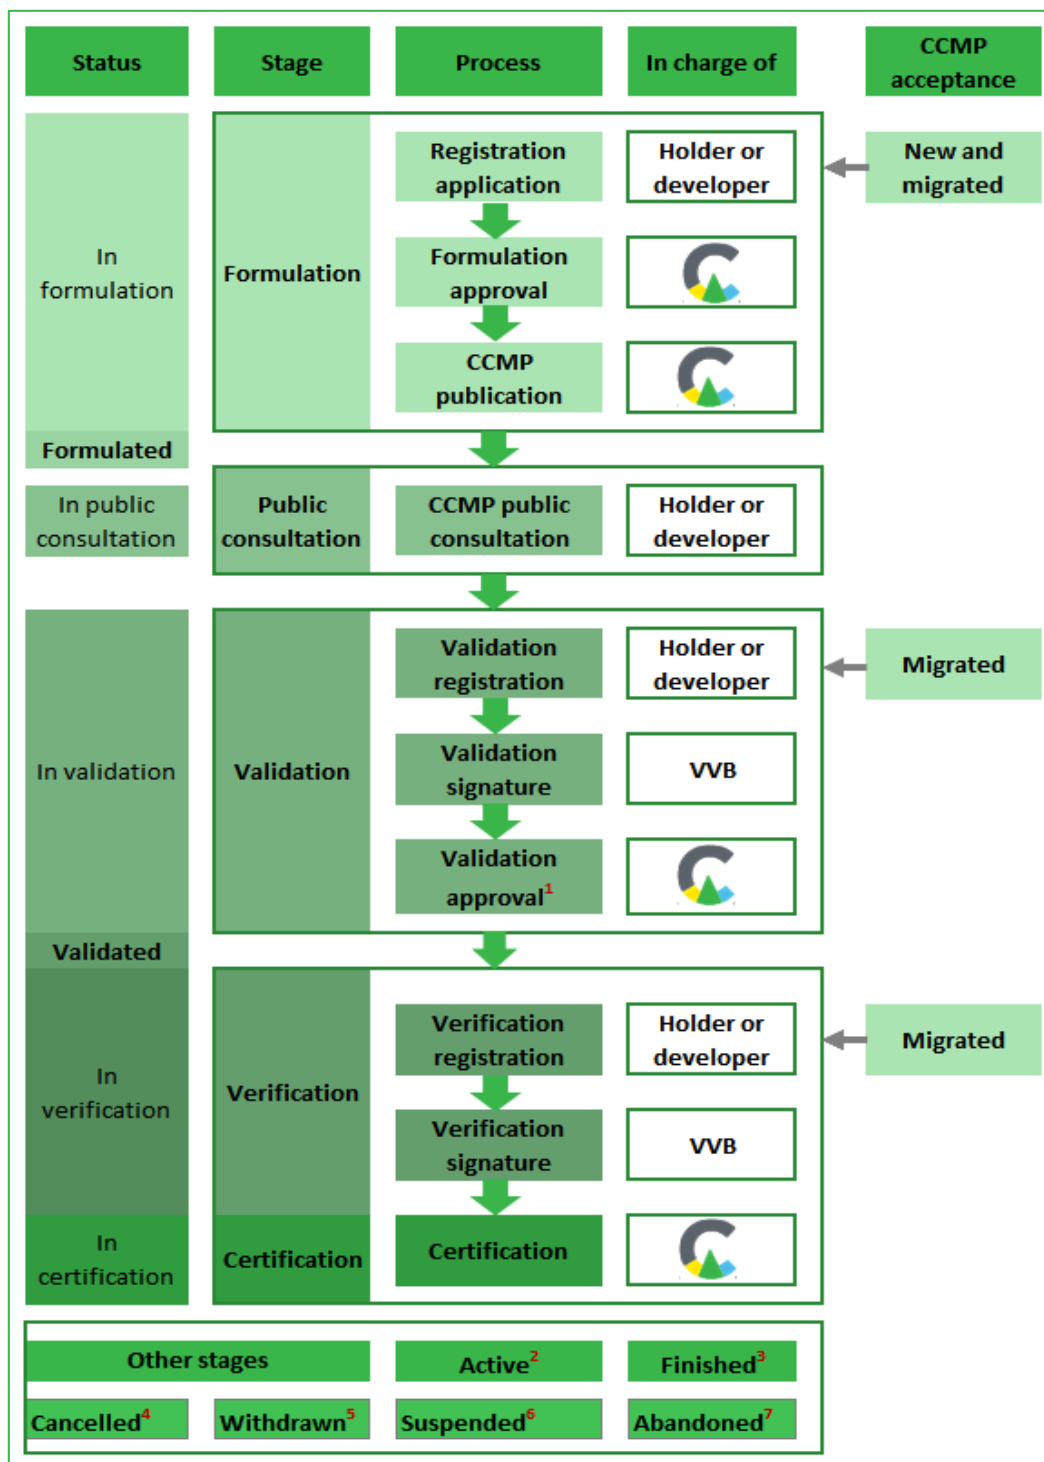 Status
Stage
Process
In charge of
CCMP
acceptance
In
formulation
Formulation
Registration
application
Holder or
developer
New and
migrated
Formulation
approval
CCMP
publication
Formulated
In public
consultation
Public
consultation
CCMP public
consultation
Holder or
developer
In validation
Validation
Validation
registration
Holder or
developer
Migrated
Validation
signature
VVB
Validation
approval1
Validated
In
verification
Verification
Verification
registration
Holder or
developer
Migrated
Verification
signature
VVB
In
certification
Certification
Certification
Other stages
Active2
Finished3
Cancelled4
Withdrawn5
Suspended6
Abandoned7